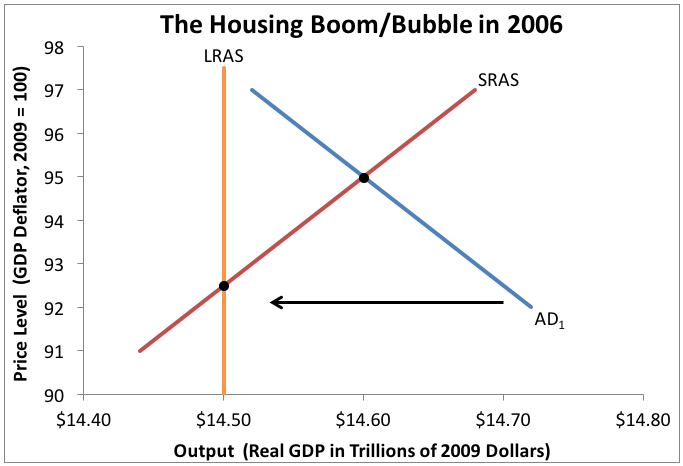 The Housing Boom/Bubble in 2006
Price Level (GDP Deflator, 2009 = 100)
98
97
96
95
94
93
92
91
90
LRAS
SRAS
AD₁
$14.40 $14.50 $14.60 $14.70 $14.80
Output (Real GDP in Trillions of 2009 Dollars)